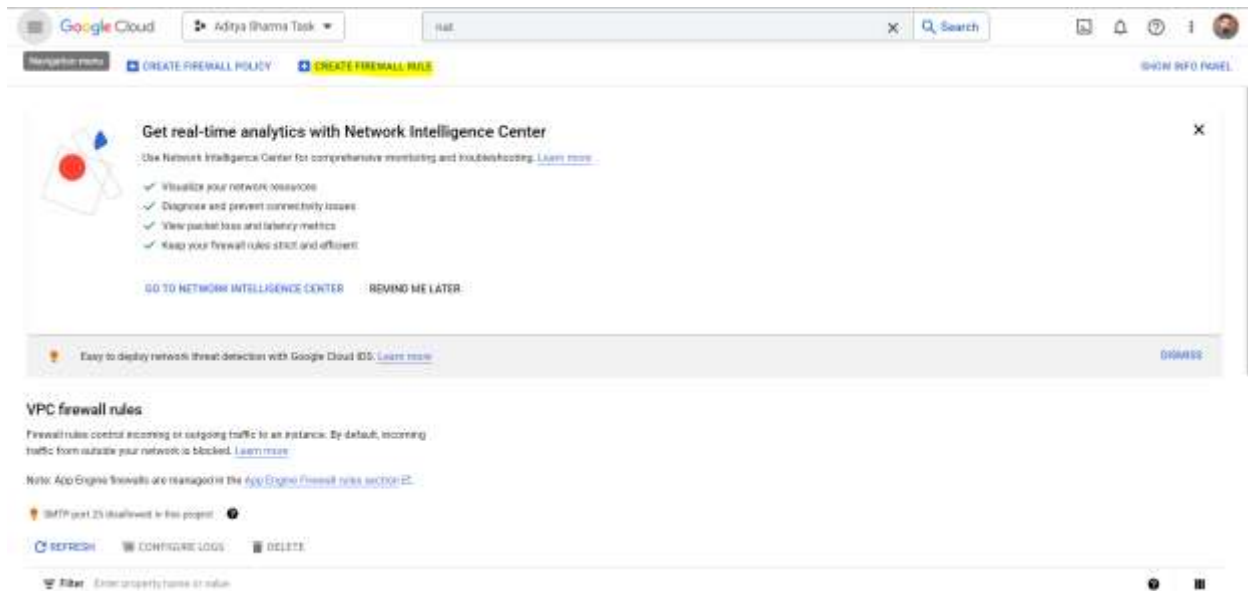 Google Cloud
Aditya Sharma Task
nat
Search
Navigation menu
CREATE FIREWALL POLICY
CREATE FIREWALL RULE
SHOW INFO PANEL
Get real-time analytics with Network Intelligence Center
Use Network Intelligence Center for comprehensive monitoring and troubleshooting. Learn more
Visualize your network resources
Diagnose and prevent connectivity issues
View packet loss and latency metrics
Keep your firewall rules strict and efficient
GO TO NETWORK INTELLIGENCE CENTER
REMIND ME LATER
Easy to deploy network threat detection with Google Cloud IDS. Learn more
DISMISS
VPC firewall rules
Firewall rules control incoming or outgoing traffic to an instance. By default, incoming
traffic from outside your network is blocked. Learn more
Note: App Engine firewalls are managed in the App Engine Firewall rules section.
SMTP port 25 disallowed in this project
REFRESH
CONFIGURE LOGS
DELETE
Filter
Enter property name or value